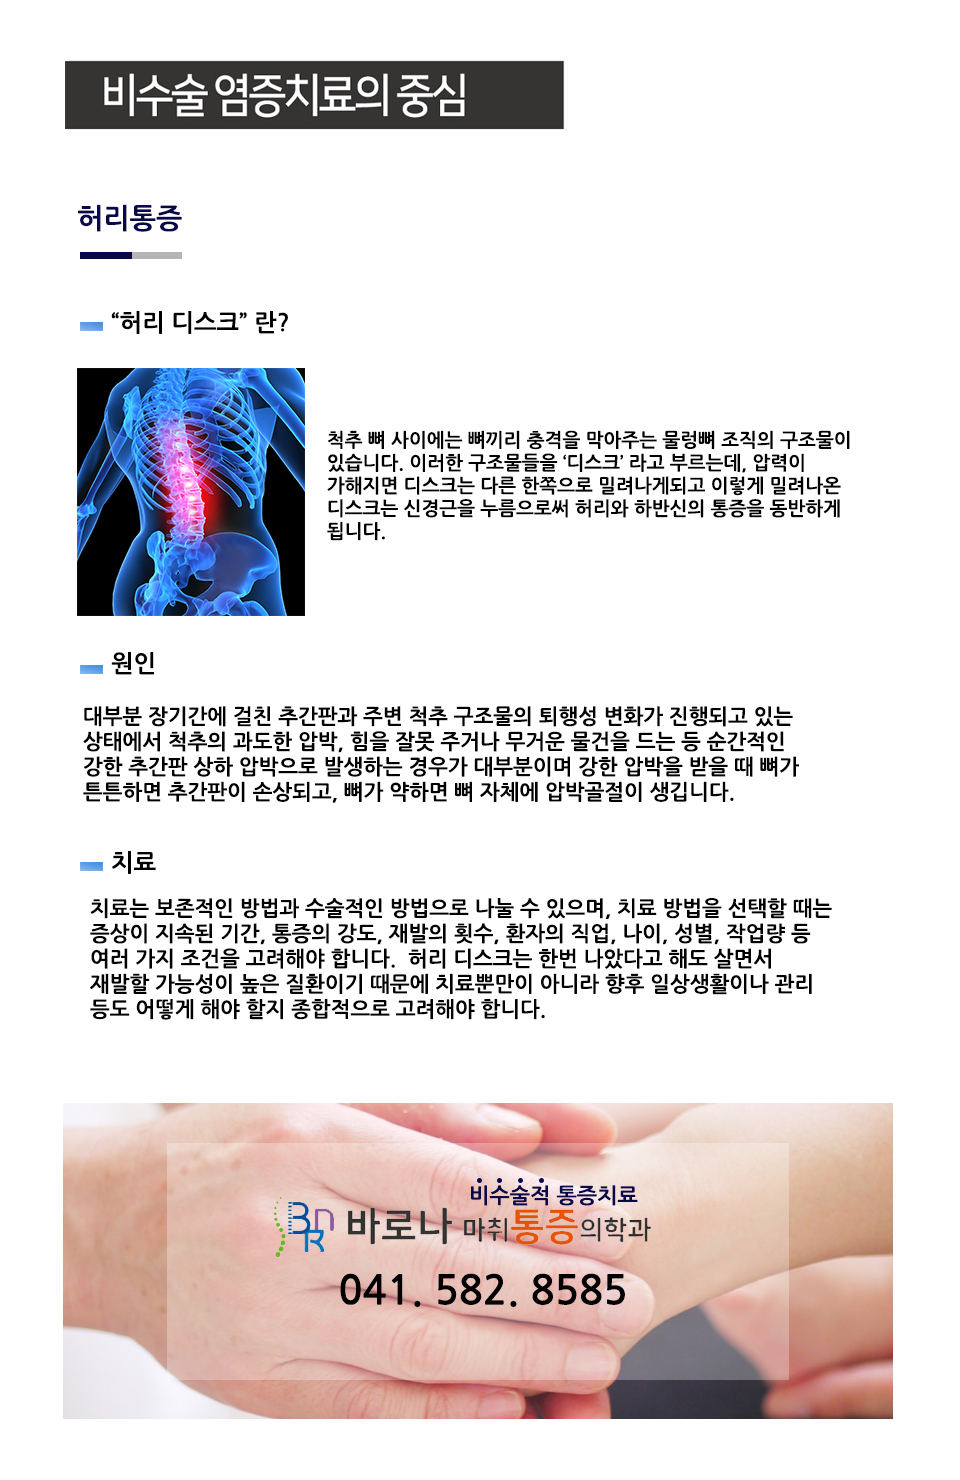 비수술 염증치료의 중심
허리통증
“허리 디스크” 란?
척추 뼈 사이에는 뼈끼리 충격을 막아주는 물렁뼈 조직의 구조물이
있습니다. 이러한 구조물들을 ‘디스크’ 라고 부르는데, 압력이
가해지면 디스크는 다른 한쪽으로 밀려나게되고 이렇게 밀려나온
디스크는 신경근을 누름으로써 허리와 하반신의 통증을 동반하게
됩니다.
원인
대부분 장기간에 걸친 추간판과 주변 척추 구조물의 퇴행성 변화가 진행되고 있는
상태에서 척추의 과도한 압박, 힘을 잘못 주거나 무거운 물건을 드는 등 순간적인
강한 추간판 상하 압박으로 발생하는 경우가 대부분이며 강한 압박을 받을 때 뼈가
튼튼하면 추간판이 손상되고, 뼈가 약하면 뼈 자체에 압박골절이 생깁니다.
치료
치료는 보존적인 방법과 수술적인 방법으로 나눌 수 있으며, 치료 방법을 선택할 때는
증상이 지속된 기간, 통증의 강도, 재발의 횟수, 환자의 직업, 나이, 성별, 작업량 등
여러 가지 조건을 고려해야 합니다. 허리 디스크는 한번 나았다고 해도 살면서
재발할 가능성이 높은 질환이기 때문에 치료뿐만이 아니라 향후 일상생활이나 관리
등도 어떻게 해야 할지 종합적으로 고려해야 합니다.
비수술적 통증치료
BRN 바로나 마취통증의학과
041. 582. 8585